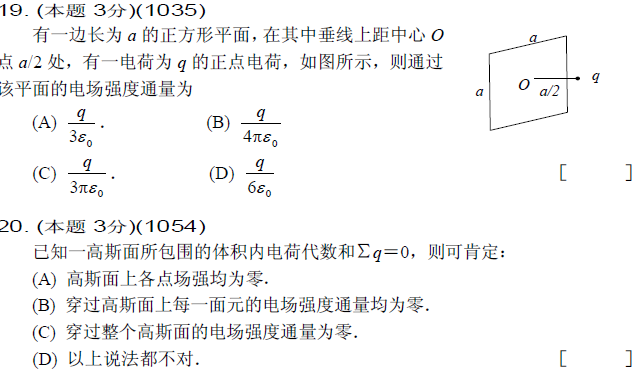 19. (本题 3分)(1035)
有一边长为 a 的正方形平面，在其中垂线上距中心 O
点 a/2 处，有一电荷为 q 的正点电荷，如图所示，则通过
该平面的电场强度通量为
(A) q/3ε₀ .
(B) q/4πε₀
(C) q/3πε₀ .
(D) q/6ε₀
[ ]
a
a
O
a/2
q
20. (本题 3分)(1054)
已知一高斯面所包围的体积内电荷代数和∑q＝0，则可肯定：
(A) 高斯面上各点场强均为零．
(B) 穿过高斯面上每一面元的电场强度通量均为零．
(C) 穿过整个高斯面的电场强度通量为零．
(D) 以上说法都不对．
[ ]